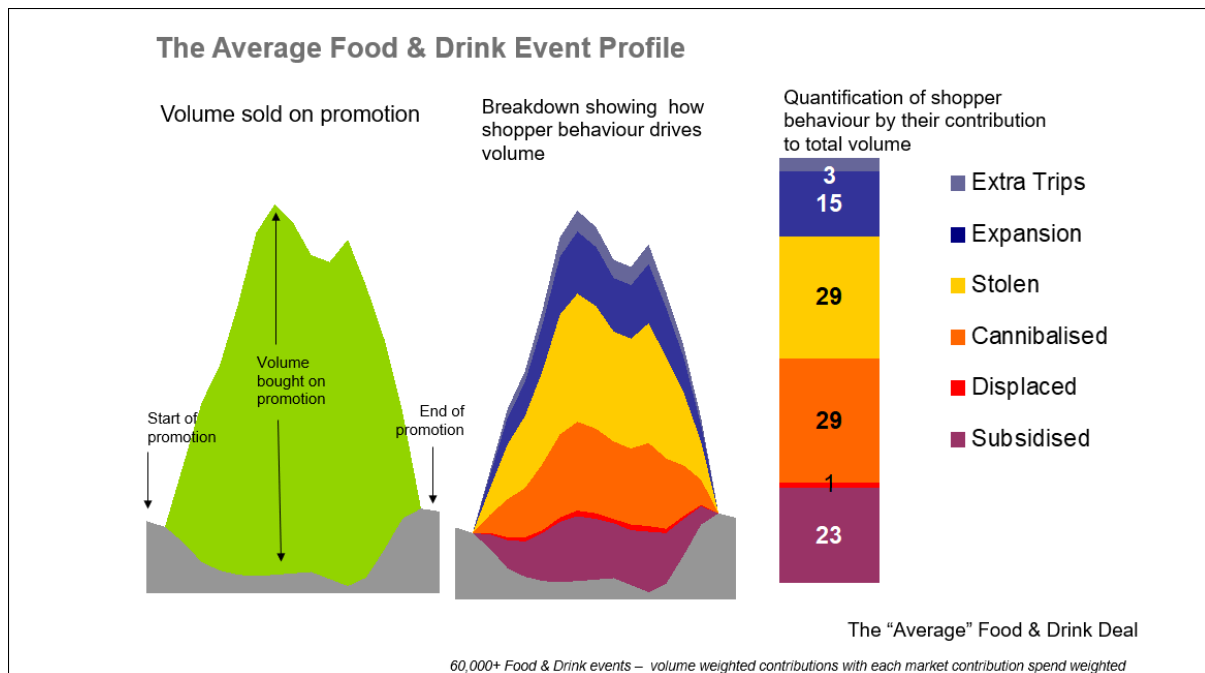 The Average Food & Drink Event Profile
Volume sold on promotion
Breakdown showing how
shopper behaviour drives
volume
Quantification of shopper
behaviour by their contribution
to total volume
Volume
bought on
promotion
Start of
promotion
End of
promotion
3
15
29
29
1
23
Extra Trips
Expansion
Stolen
Cannibalised
Displaced
Subsidised
The “Average” Food & Drink Deal
60,000+ Food & Drink events – volume weighted contributions with each market contribution spend weighted